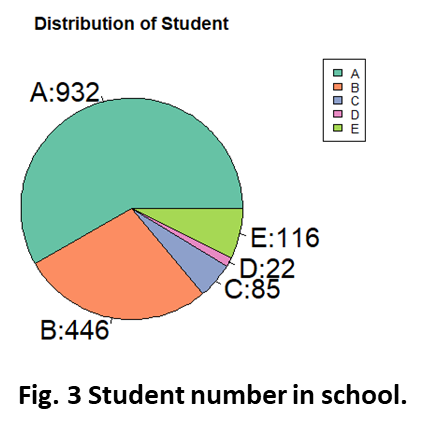 Distribution of Student
A:932
A
B
C
D
E
E:116
D:22
C:85
B:446
Fig. 3 Student number in school.